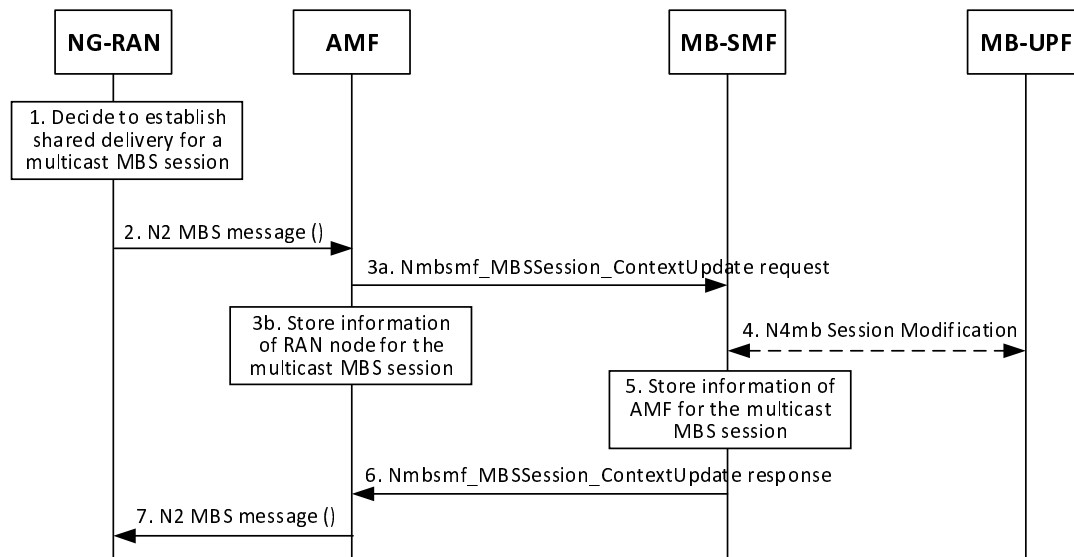 NG-RAN
AMF
MB-SMF
MB-UPF
1. Decide to establish
shared delivery for a
multicast MBS session
2. N2 MBS message ()
3a. Nmbsmf_MBSSession_ContextUpdate request
3b. Store information
of RAN node for the
multicast MBS session
4. N4mb Session Modification
5. Store information of
AMF for the multicast
MBS session
6. Nmbsmf_MBSSession_ContextUpdate response
7. N2 MBS message ()